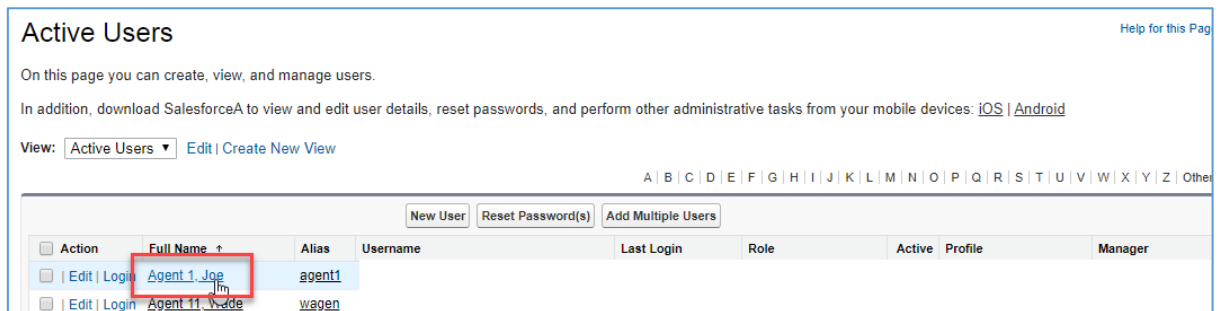 Active Users
Help for this Pag
On this page you can create, view, and manage users.
In addition, download SalesforceA to view and edit user details, reset passwords, and perform other administrative tasks from your mobile devices: iOS | Android
View: Active Users ▼ Edit | Create New View
A | B | C | D | E | F | G | H | I | J | K | L | M | N | O | P | Q | R | S | T | U | V | W | X | Y | Z | Other
New User Reset Password(s) Add Multiple Users
Action Full Name ↑ Alias Username Last Login Role Active Profile Manager
| Edit | Login Agent 1, Joe agent1
| Edit | Login Agent 11, Wade wagen